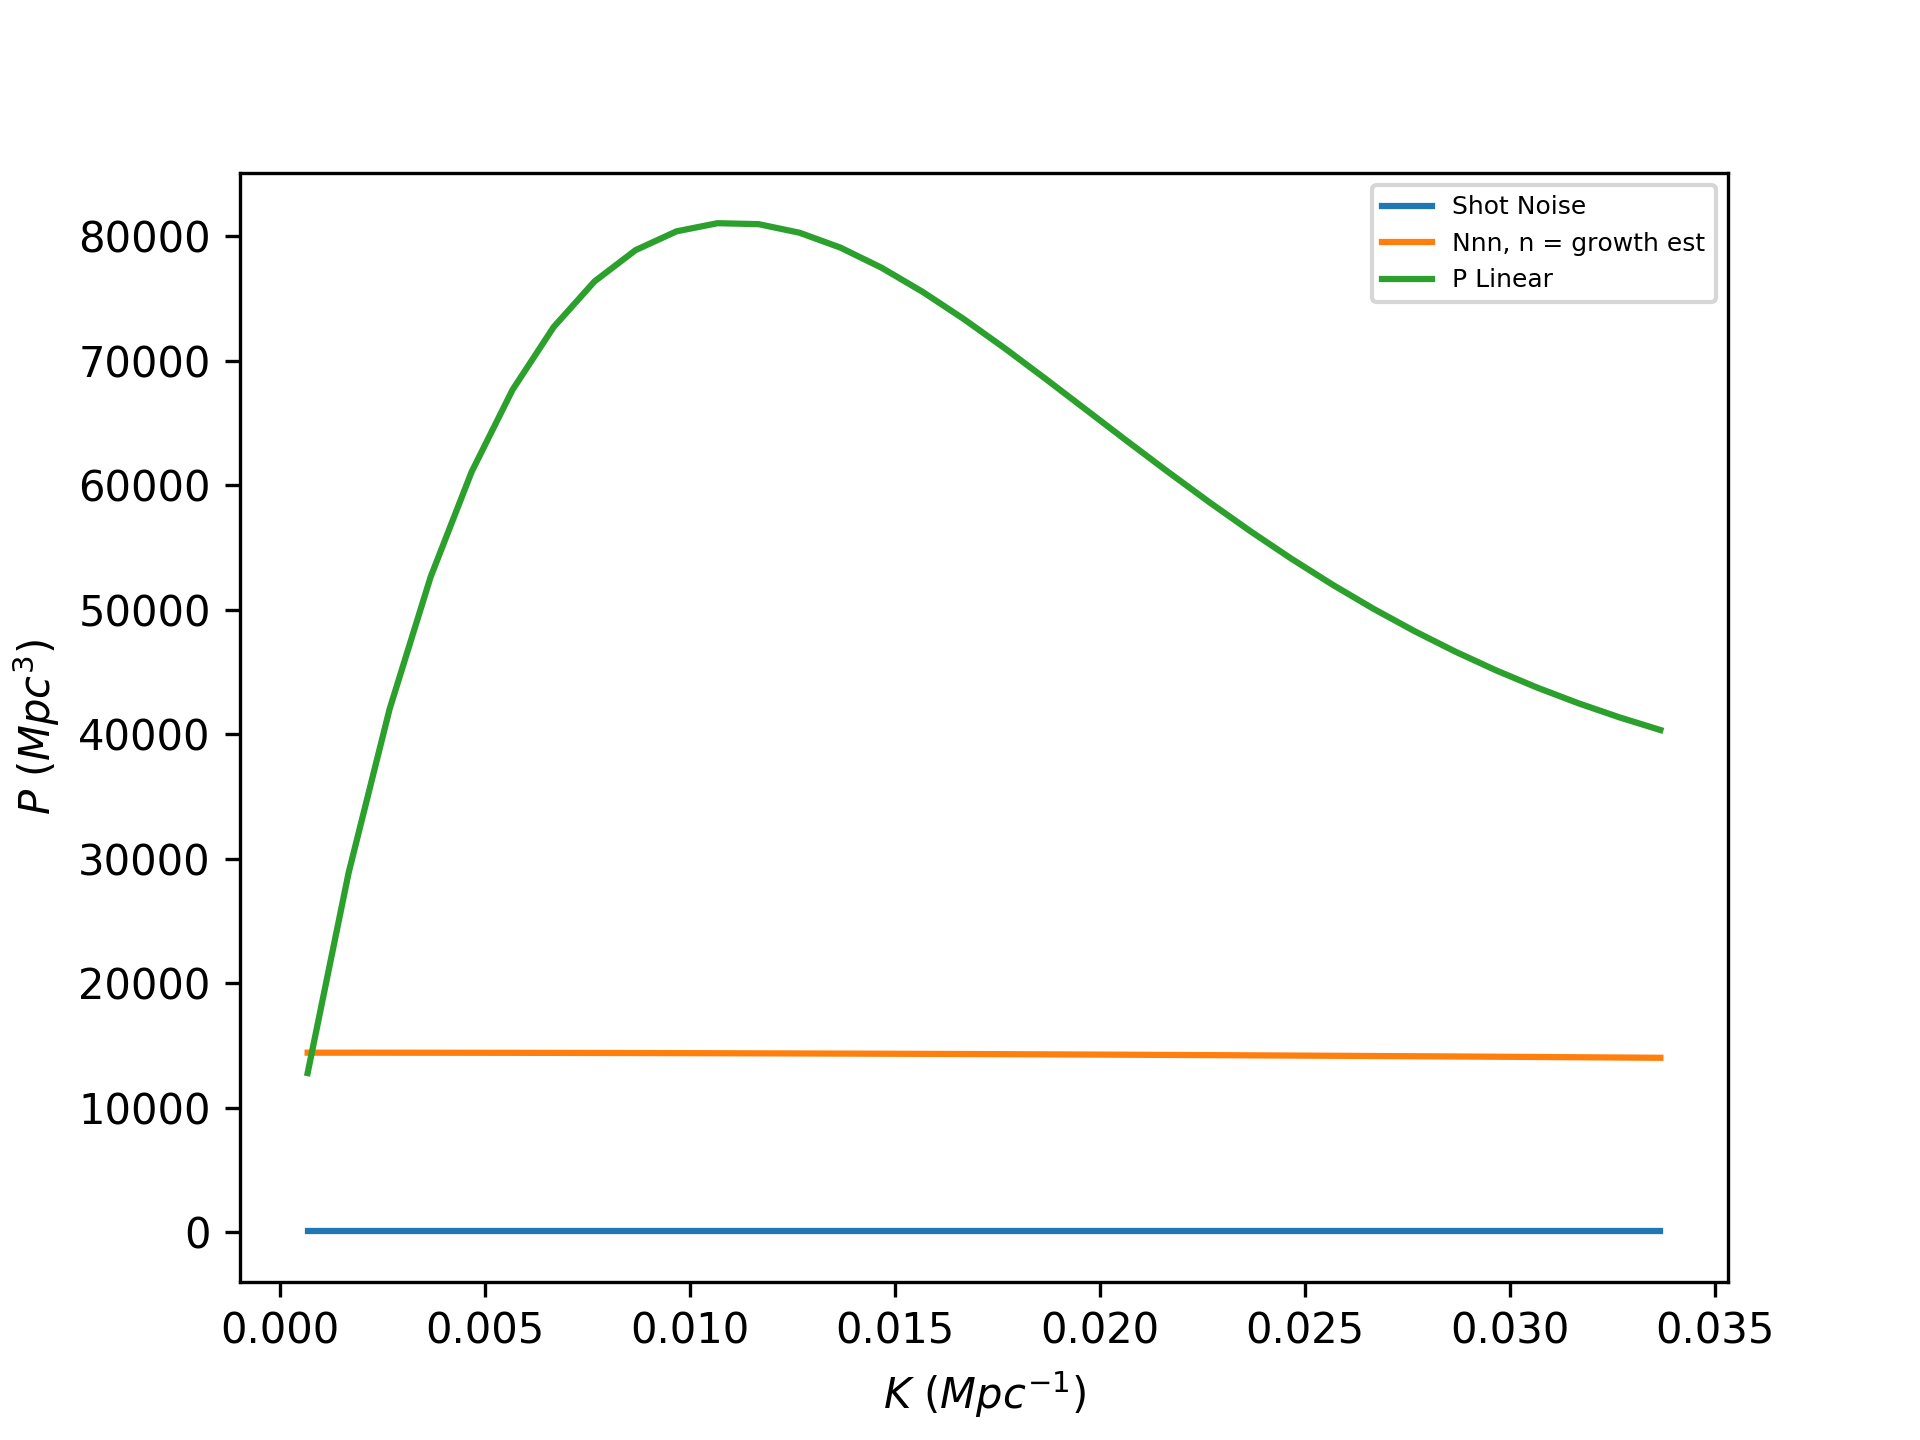 Shot Noise
Nnn, n = growth est
P Linear
80000
70000
60000
50000
40000
30000
20000
10000
0
P (Mpc³)
0.000 0.005 0.010 0.015 0.020 0.025 0.030 0.035
K (Mpc⁻¹)